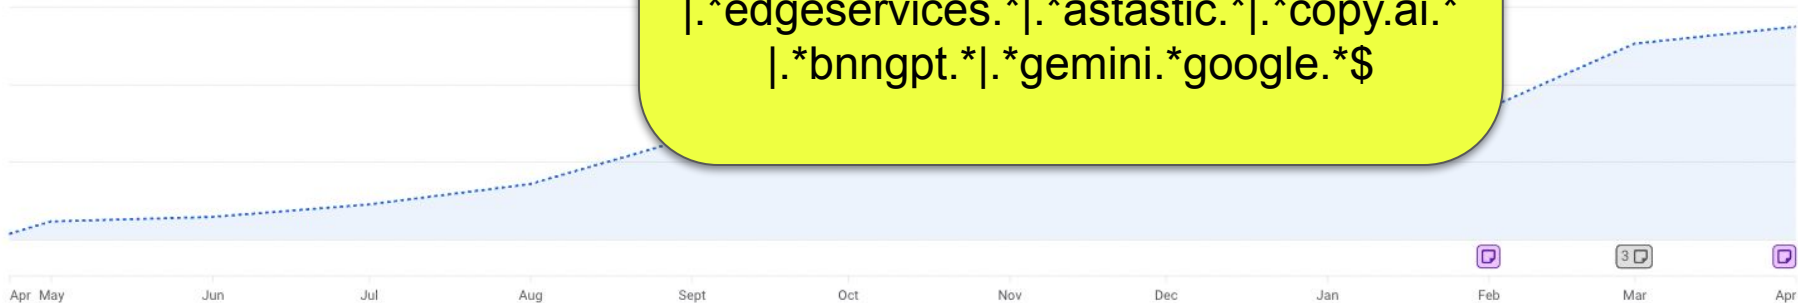 |.*edgeservices.*|.*astastic.*|.*copy.ai.*
|.*bnngpt.*|.*gemini.*google.*$
3
Apr May Jun Jul Aug Sept Oct Nov Dec Jan Feb Mar Apr